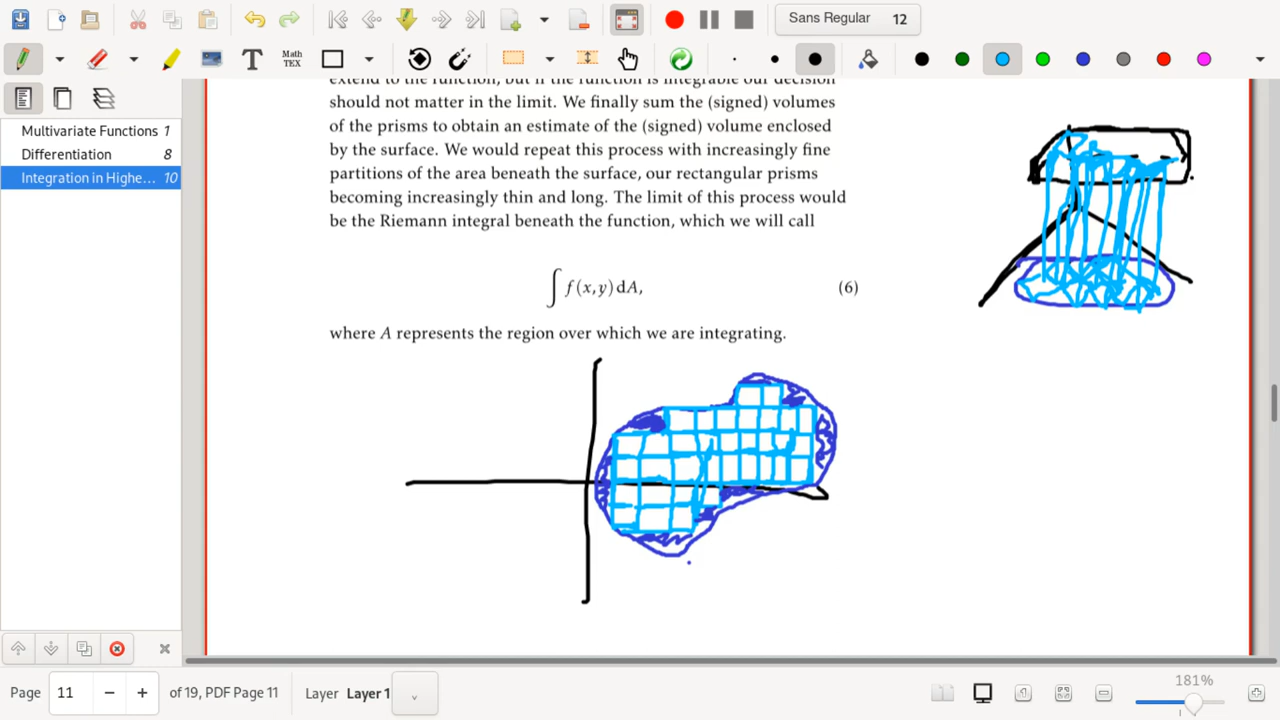 Sans Regular 12
Math
TEX
Multivariate Functions 1
Differentiation 8
Integration in Highe... 10
extend to the function, but if the function is integrable our decision
should not matter in the limit. We finally sum the (signed) volumes
of the prisms to obtain an estimate of the (signed) volume enclosed
by the surface. We would repeat this process with increasingly fine
partitions of the area beneath the surface, our rectangular prisms
becoming increasingly thin and long. The limit of this process would
be the Riemann integral beneath the function, which we will call
∫ f(x,y) dA, (6)
where A represents the region over which we are integrating.
Page 11 of 19, PDF Page 11 Layer Layer 1
181%